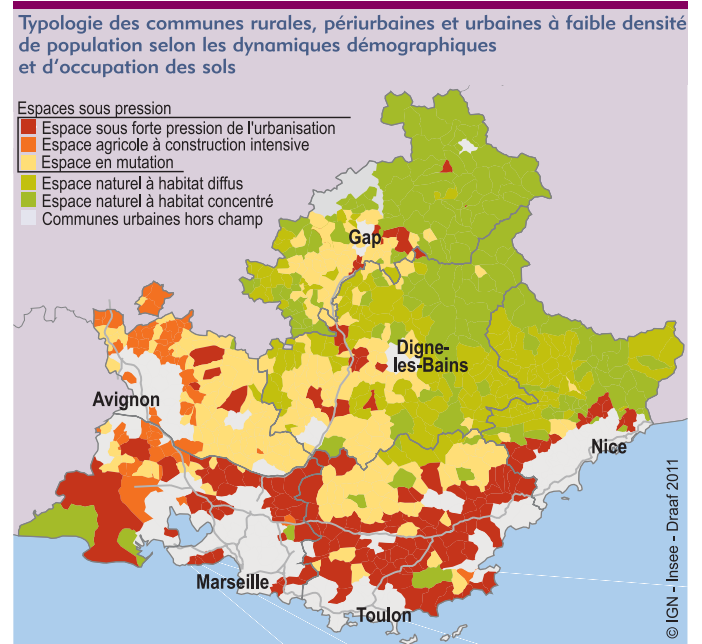 Typologie des communes rurales, périurbaines et urbaines à faible densité
de population selon les dynamiques démographiques
et d'occupation des sols
Espaces sous pression
Espace sous forte pression de l'urbanisation
Espace agricole à construction intensive
Espace en mutation
Espace naturel à habitat diffus
Espace naturel à habitat concentré
Communes urbaines hors champ
Gap
Digne-
les-Bains
Avignon
Nice
Marseille
Toulon
© IGN - Insee - Draaf 2011